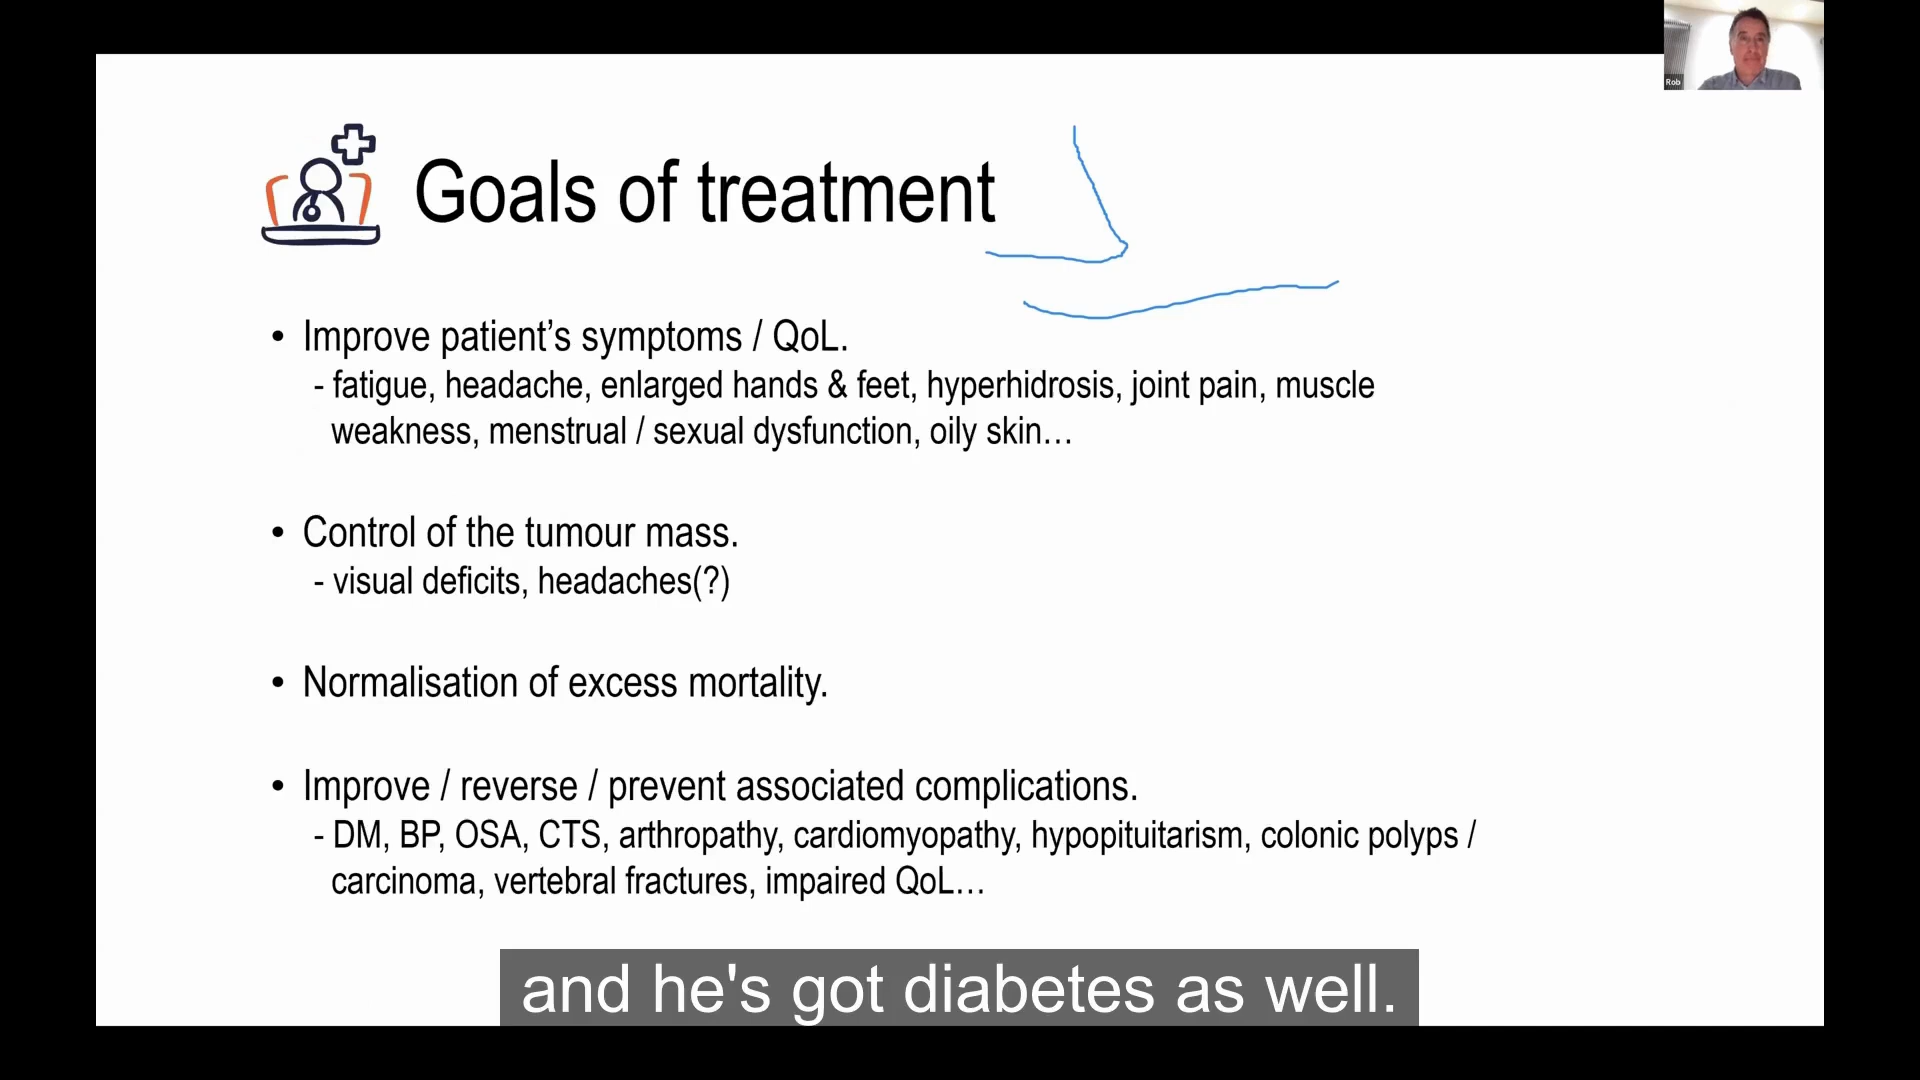 Rob
Goals of treatment
• Improve patient’s symptoms / QoL.
- fatigue, headache, enlarged hands & feet, hyperhidrosis, joint pain, muscle
weakness, menstrual / sexual dysfunction, oily skin…
• Control of the tumour mass.
- visual deficits, headaches(?)
• Normalisation of excess mortality.
• Improve / reverse / prevent associated complications.
- DM, BP, OSA, CTS, arthropathy, cardiomyopathy, hypopituitarism, colonic polyps /
carcinoma, vertebral fractures, impaired QoL…
and he's got diabetes as well.